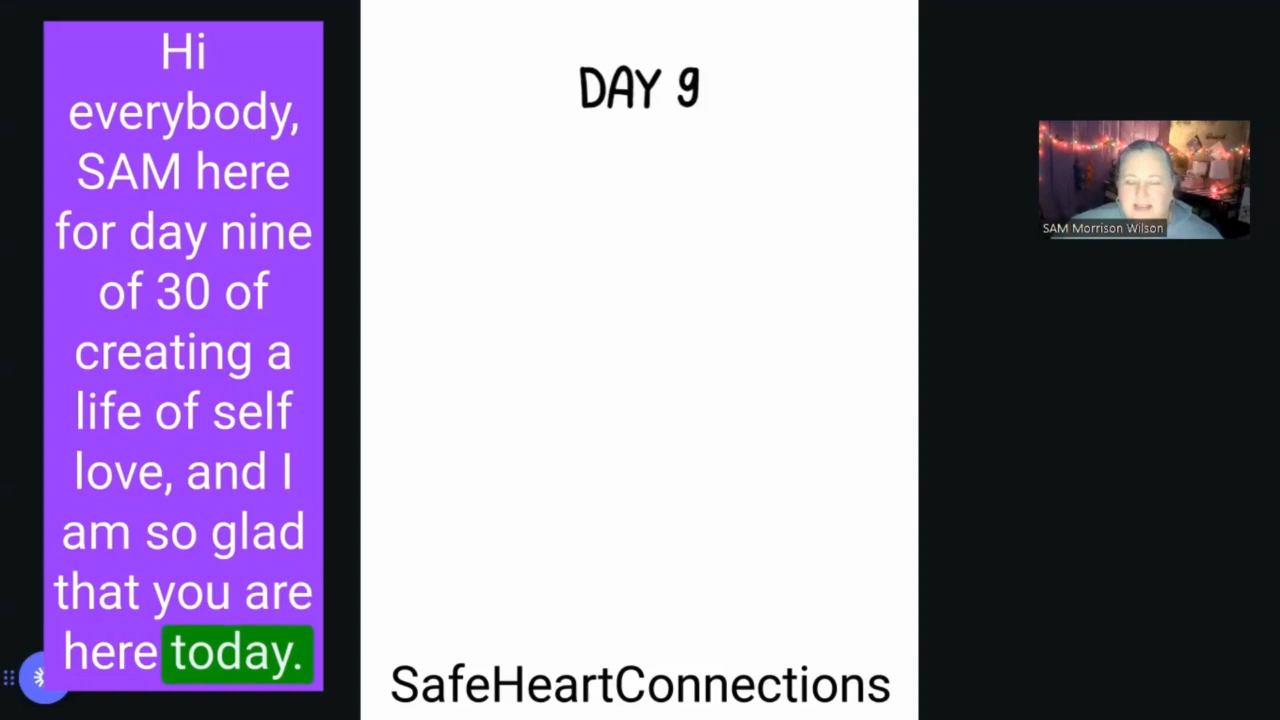 Hi
everybody,
SAM here
for day nine
of 30 of
creating a
life of self
love, and I
am so glad
that you are
here today.
DAY 9
SafeHeartConnections
SAM Morrison Wilson